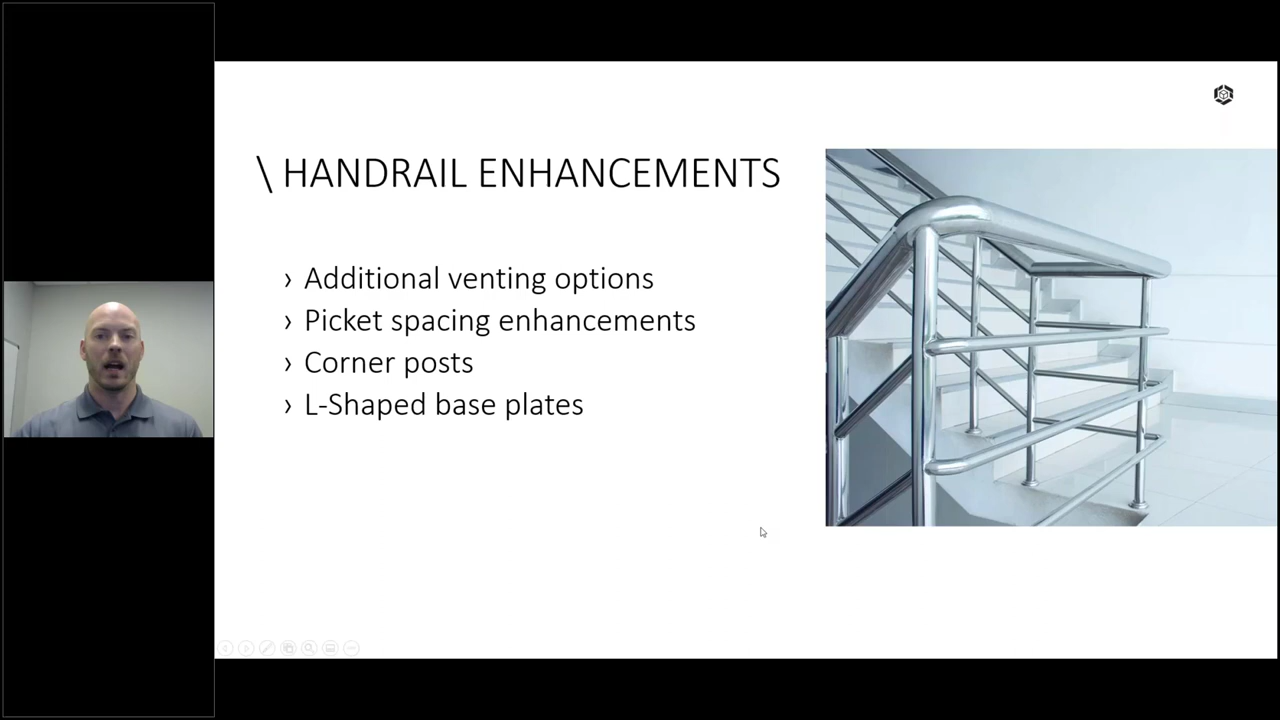 \ HANDRAIL ENHANCEMENTS
› Additional venting options
› Picket spacing enhancements
› Corner posts
› L-Shaped base plates